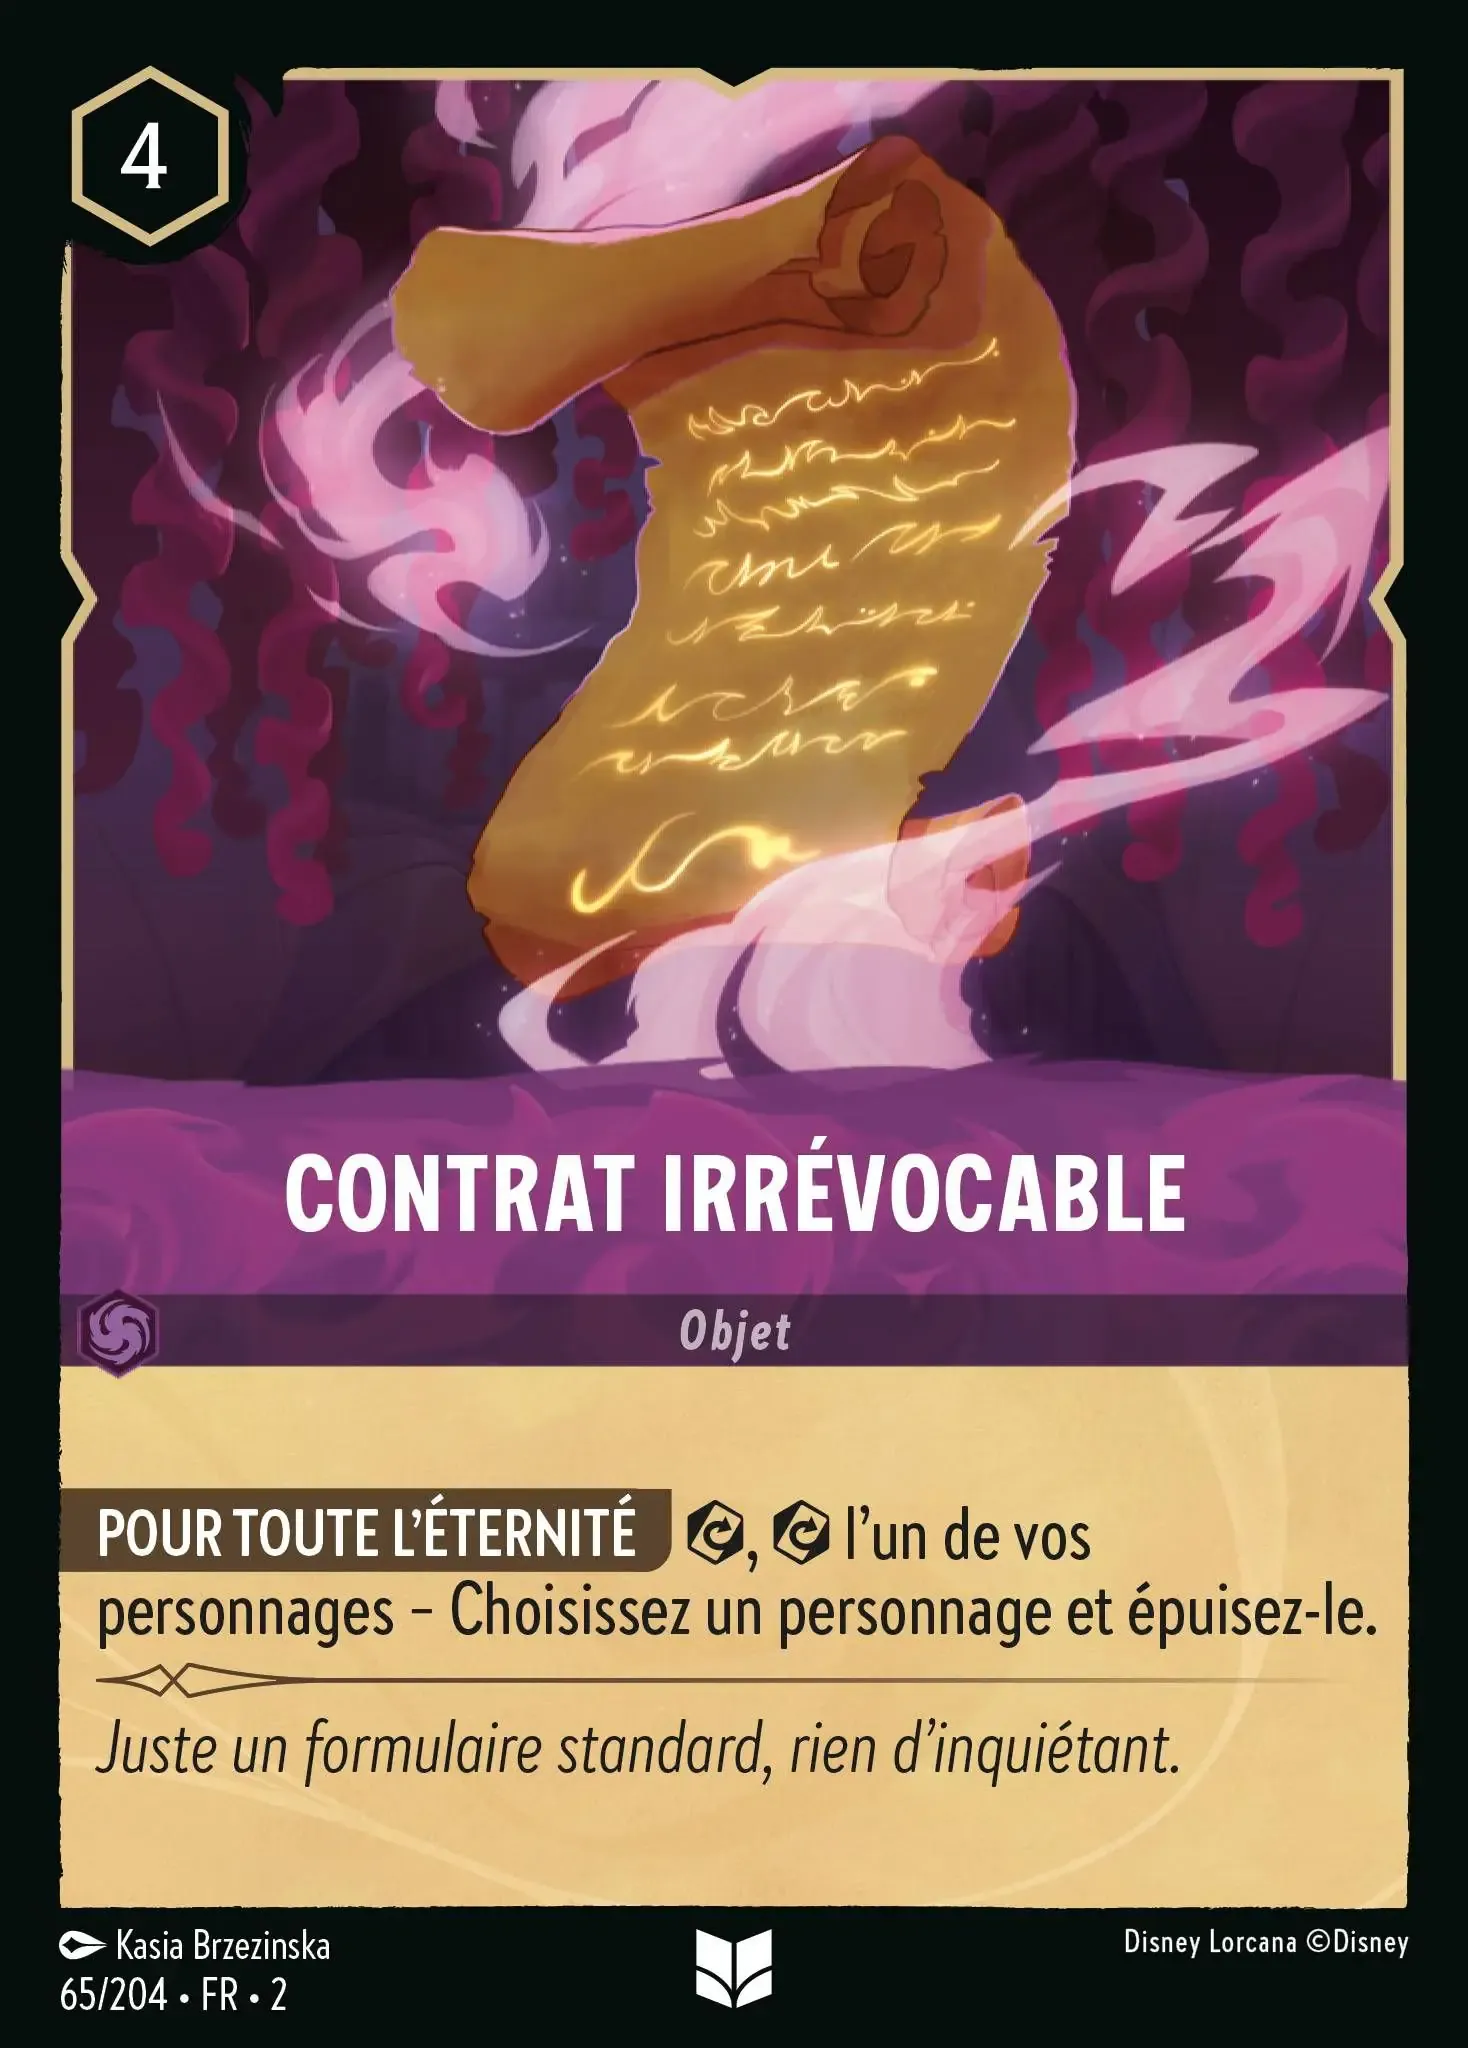 4
CONTRAT IRRÉVOCABLE
Objet
POUR TOUTE L'ÉTERNITÉ , l'un de vos
personnages – Choisissez un personnage et épuisez-le.
Juste un formulaire standard, rien d'inquiétant.
Kasia Brzezinska
65/204 • FR • 2
Disney Lorcana ©Disney